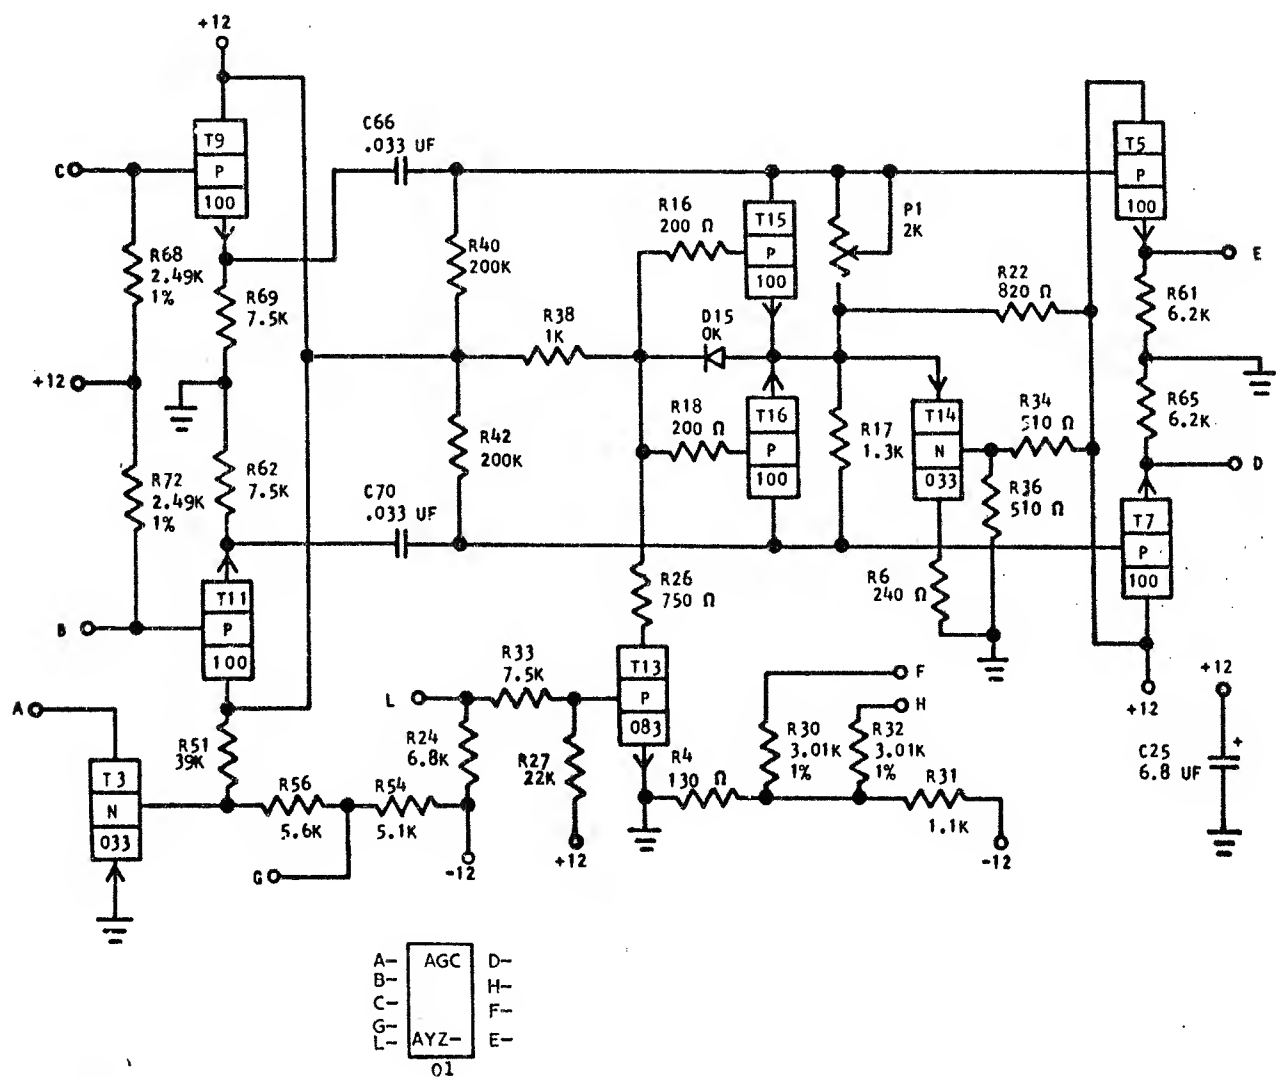 +12
C66
.033 UF
T9
P
100
C
T5
P
100
R16
200 Ω
T15
P
100
P1
2K
R68
2.49K
1%
R40
200K
R69
7.5K
E
R22
820 Ω
R61
6.2K
R38
1K
D15
0K
+12
R18
200 Ω
T16
P
100
T14
N
033
R34
510 Ω
R65
6.2K
R42
200K
R17
1.3K
R62
7.5K
R72
2.49K
1%
C70
.033 UF
R36
510 Ω
D
T7
P
100
R26
750 Ω
R6
240 Ω
T11
P
100
B
R33
7.5K
T13
P
083
L
F
H
+12
+12
A
R51
39K
R24
6.8K
R27
22K
R4
130 Ω
R30
3.01K
1%
R32
3.01K
1%
R31
1.1K
C25
6.8 UF
+
T3
N
033
R56
5.6K
R54
5.1K
-12
+12
-12
G
A-
B-
C-
G-
L-
AGC
AYZ-
01
D-
H-
F-
E-